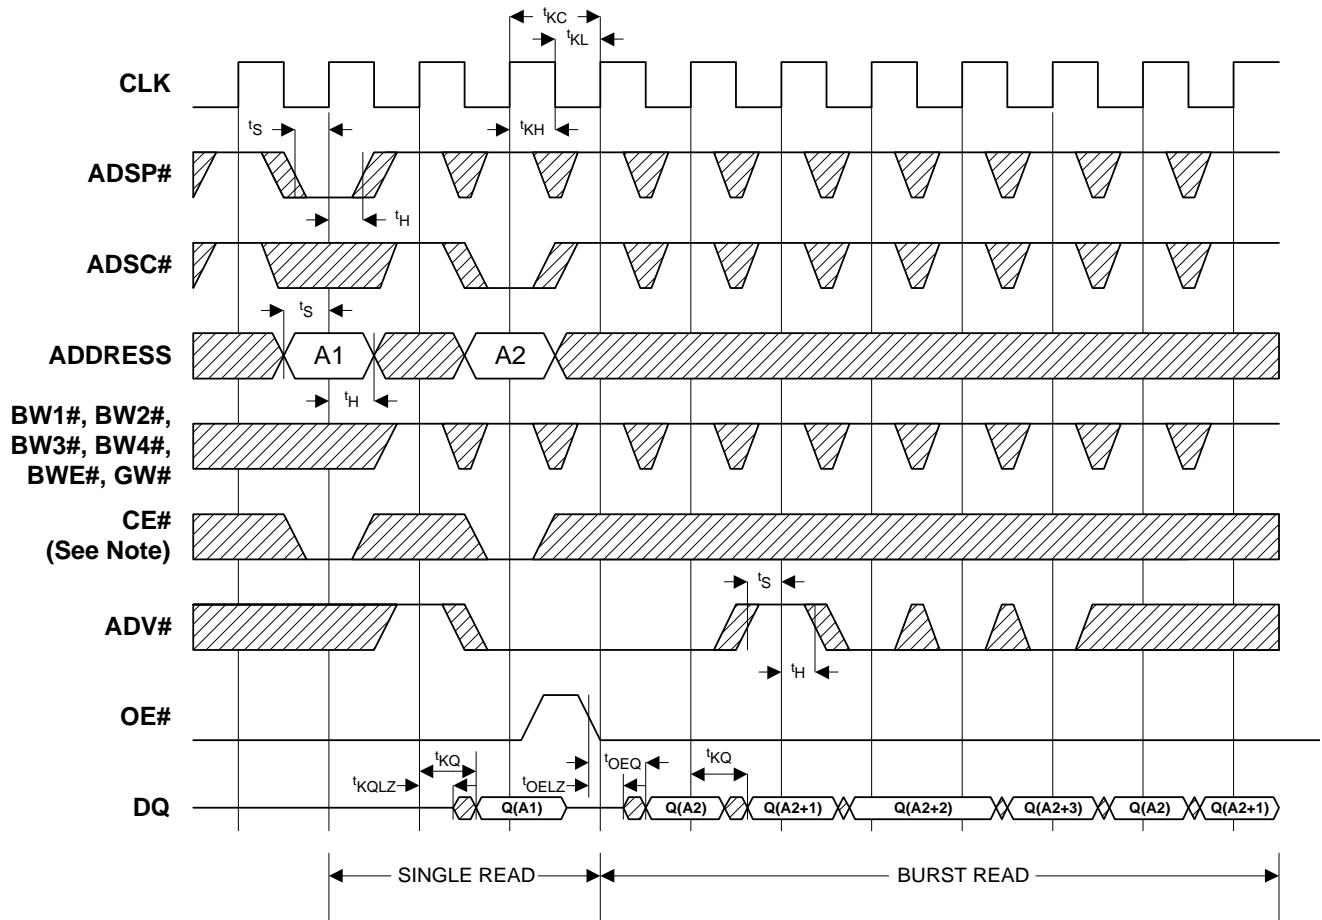 tKC
tKL
CLK
tS
tKH
ADSP#
tH
ADSC#
tS
ADDRESS
A1
A2
tH
BW1#, BW2#,
BW3#, BW4#,
BWE#, GW#
CE#
(See Note)
tS
ADV#
tH
OE#
tKQ
tOEQ
tKQ
tKQLZ
tOELZ
DQ
Q(A1)
Q(A2)
Q(A2+1)
Q(A2+2)
Q(A2+3)
Q(A2)
Q(A2+1)
SINGLE READ
BURST READ